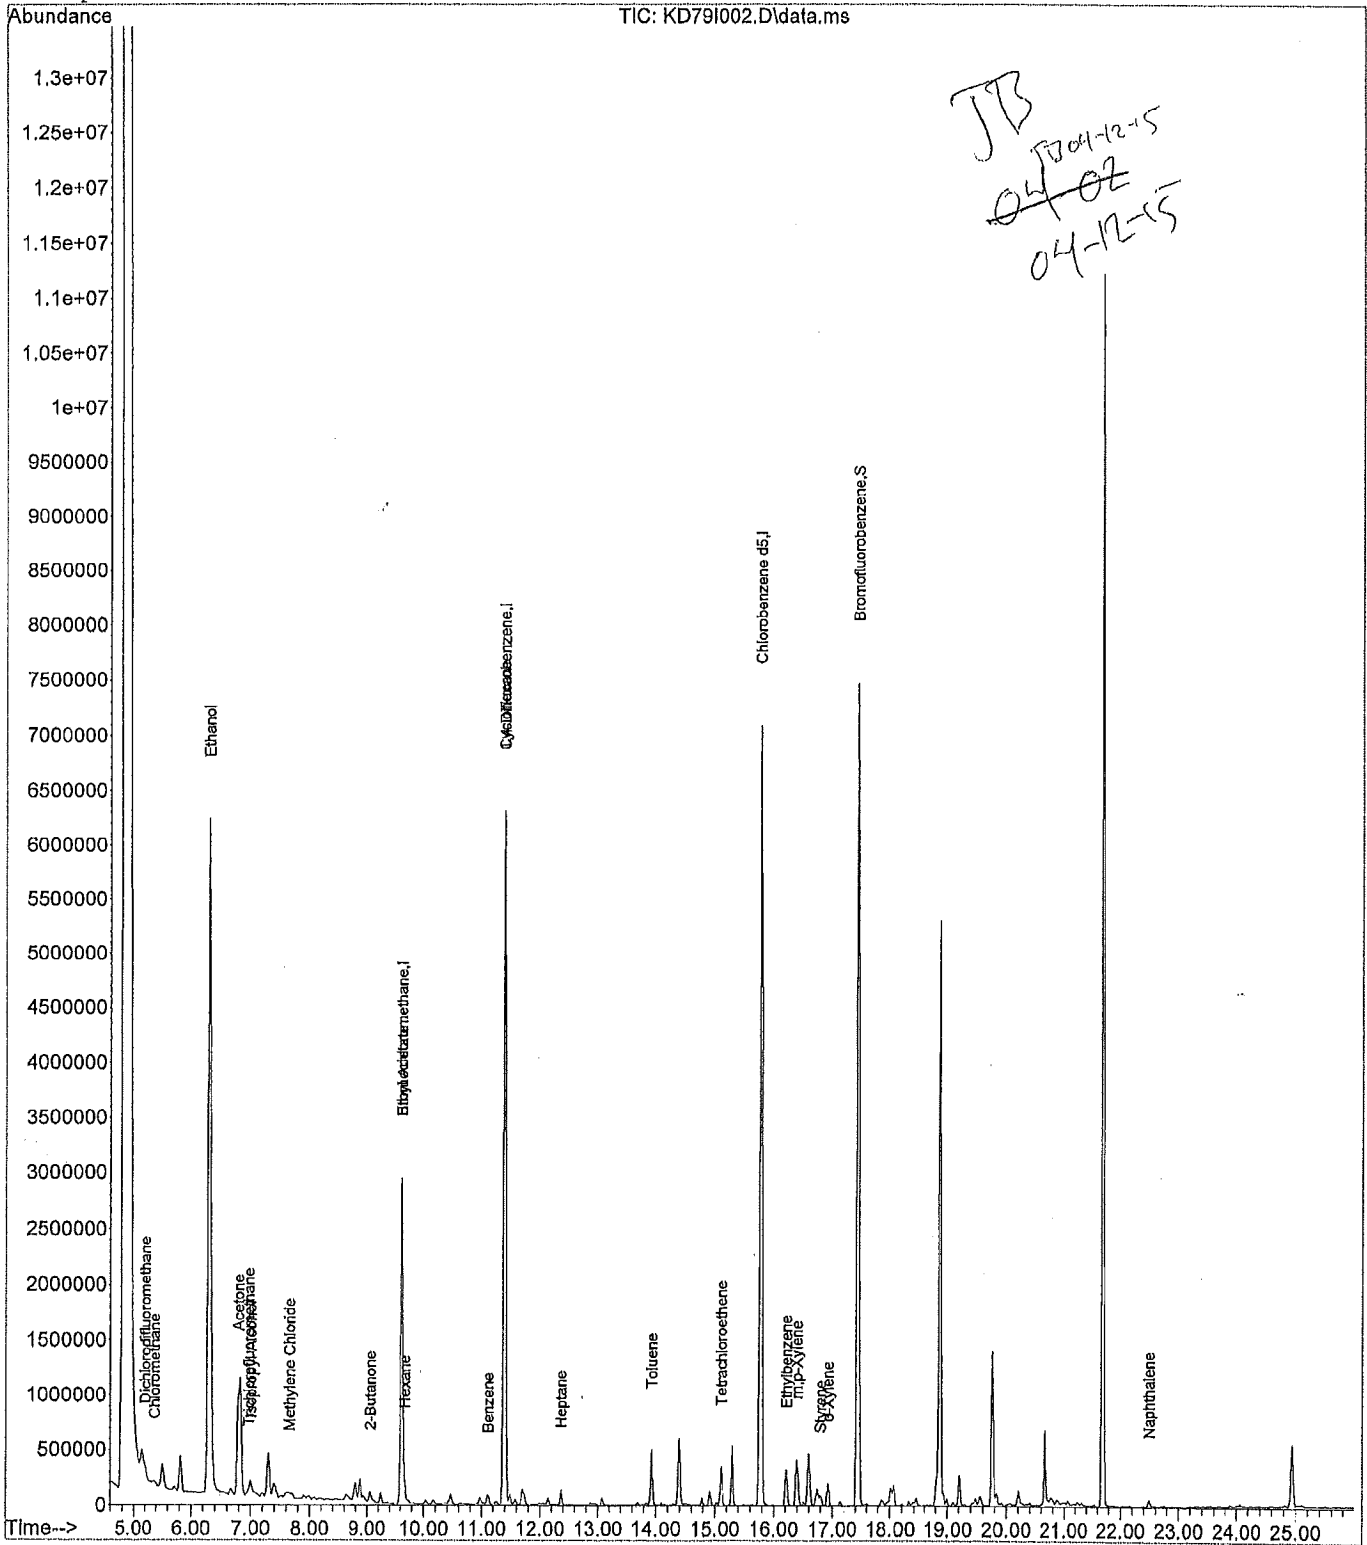 Abundance
TIC: KD79I002.D\data.ms
1.3e+07
1.25e+07
1.2e+07
1.15e+07
1.1e+07
1.05e+07
1e+07
9500000
9000000
8500000
8000000
7500000
7000000
6500000
6000000
5500000
5000000
4500000
4000000
3500000
3000000
2500000
2000000
1500000
1000000
500000
0
JB
JB 04-12-15
04 02
04-12-15
Dichlorodifluoromethane
Chloromethane
Ethanol
Acetone
Methylene Chloride
2-Butanone
Hexane
Benzene
Heptane
Toluene
Tetrachloroethene
Chlorobenzene d5,I
Ethylbenzene
m,p-Xylene
Styrene
o-Xylene
Bromofluorobenzene,S
Naphthalene
Time-->
5.00 6.00 7.00 8.00 9.00 10.00 11.00 12.00 13.00 14.00 15.00 16.00 17.00 18.00 19.00 20.00 21.00 22.00 23.00 24.00 25.00